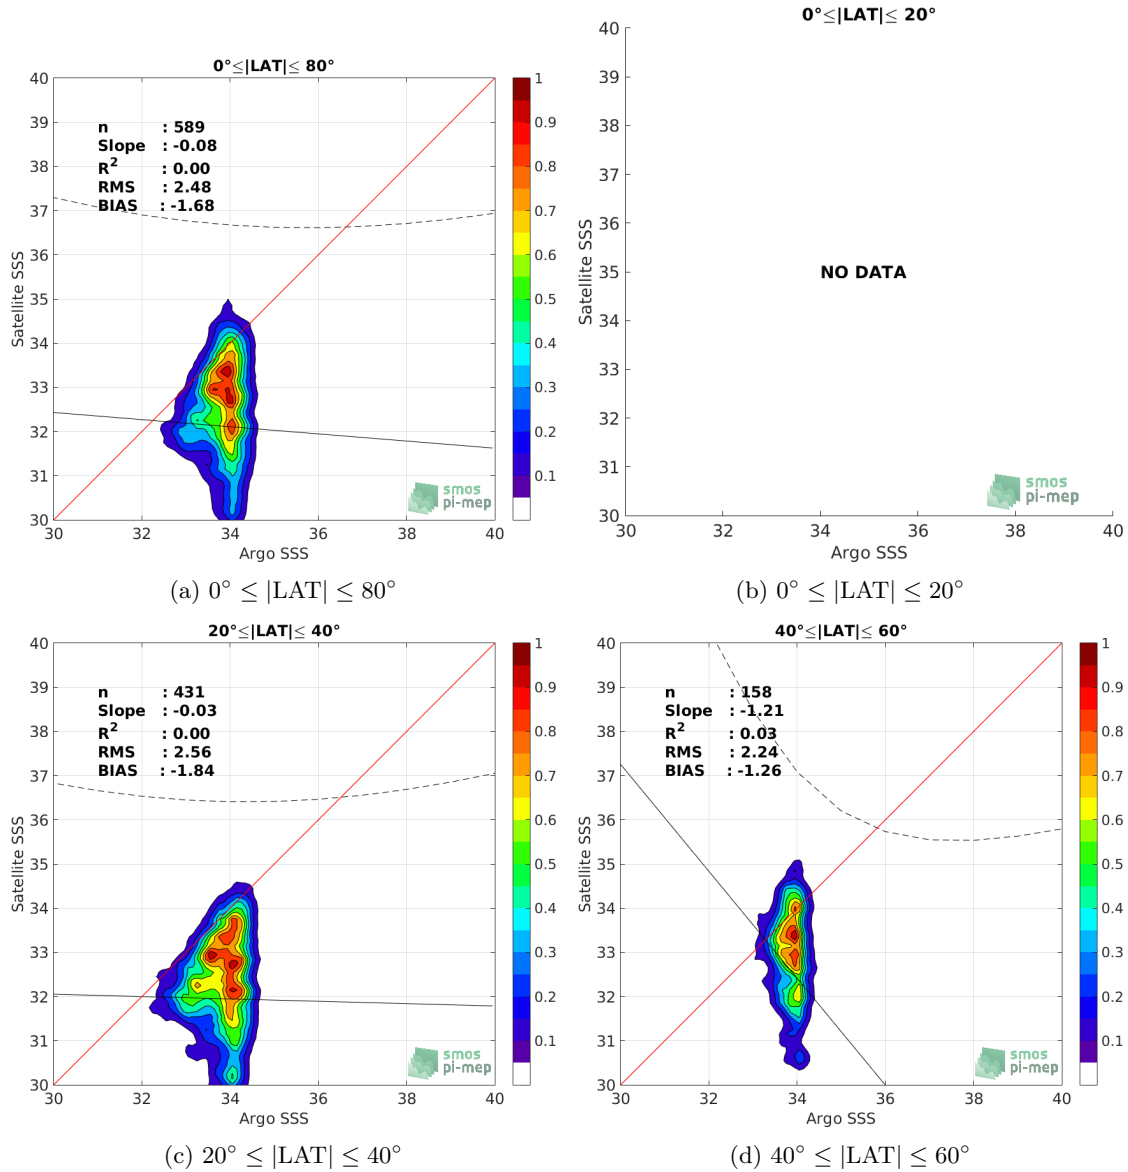 0°≤|LAT|≤ 80°
40
39
38
37
36
35
34
33
32
31
30
Satellite SSS
n : 589
Slope : -0.08
R² : 0.00
RMS : 2.48
BIAS : -1.68
smos
pi-mep
30 32 34 36 38 40
Argo SSS
1
0.9
0.8
0.7
0.6
0.5
0.4
0.3
0.2
0.1
(a) 0° ≤ |LAT| ≤ 80°
0°≤|LAT|≤ 20°
40
39
38
37
36
35
34
33
32
31
30
Satellite SSS
NO DATA
smos
pi-mep
30 32 34 36 38 40
Argo SSS
(b) 0° ≤ |LAT| ≤ 20°
20°≤|LAT|≤ 40°
40
39
38
37
36
35
34
33
32
31
30
Satellite SSS
n : 431
Slope : -0.03
R² : 0.00
RMS : 2.56
BIAS : -1.84
smos
pi-mep
30 32 34 36 38 40
Argo SSS
1
0.9
0.8
0.7
0.6
0.5
0.4
0.3
0.2
0.1
(c) 20° ≤ |LAT| ≤ 40°
40°≤|LAT|≤ 60°
40
39
38
37
36
35
34
33
32
31
30
Satellite SSS
n : 158
Slope : -1.21
R² : 0.03
RMS : 2.24
BIAS : -1.26
smos
pi-mep
30 32 34 36 38 40
Argo SSS
1
0.9
0.8
0.7
0.6
0.5
0.4
0.3
0.2
0.1
(d) 40° ≤ |LAT| ≤ 60°